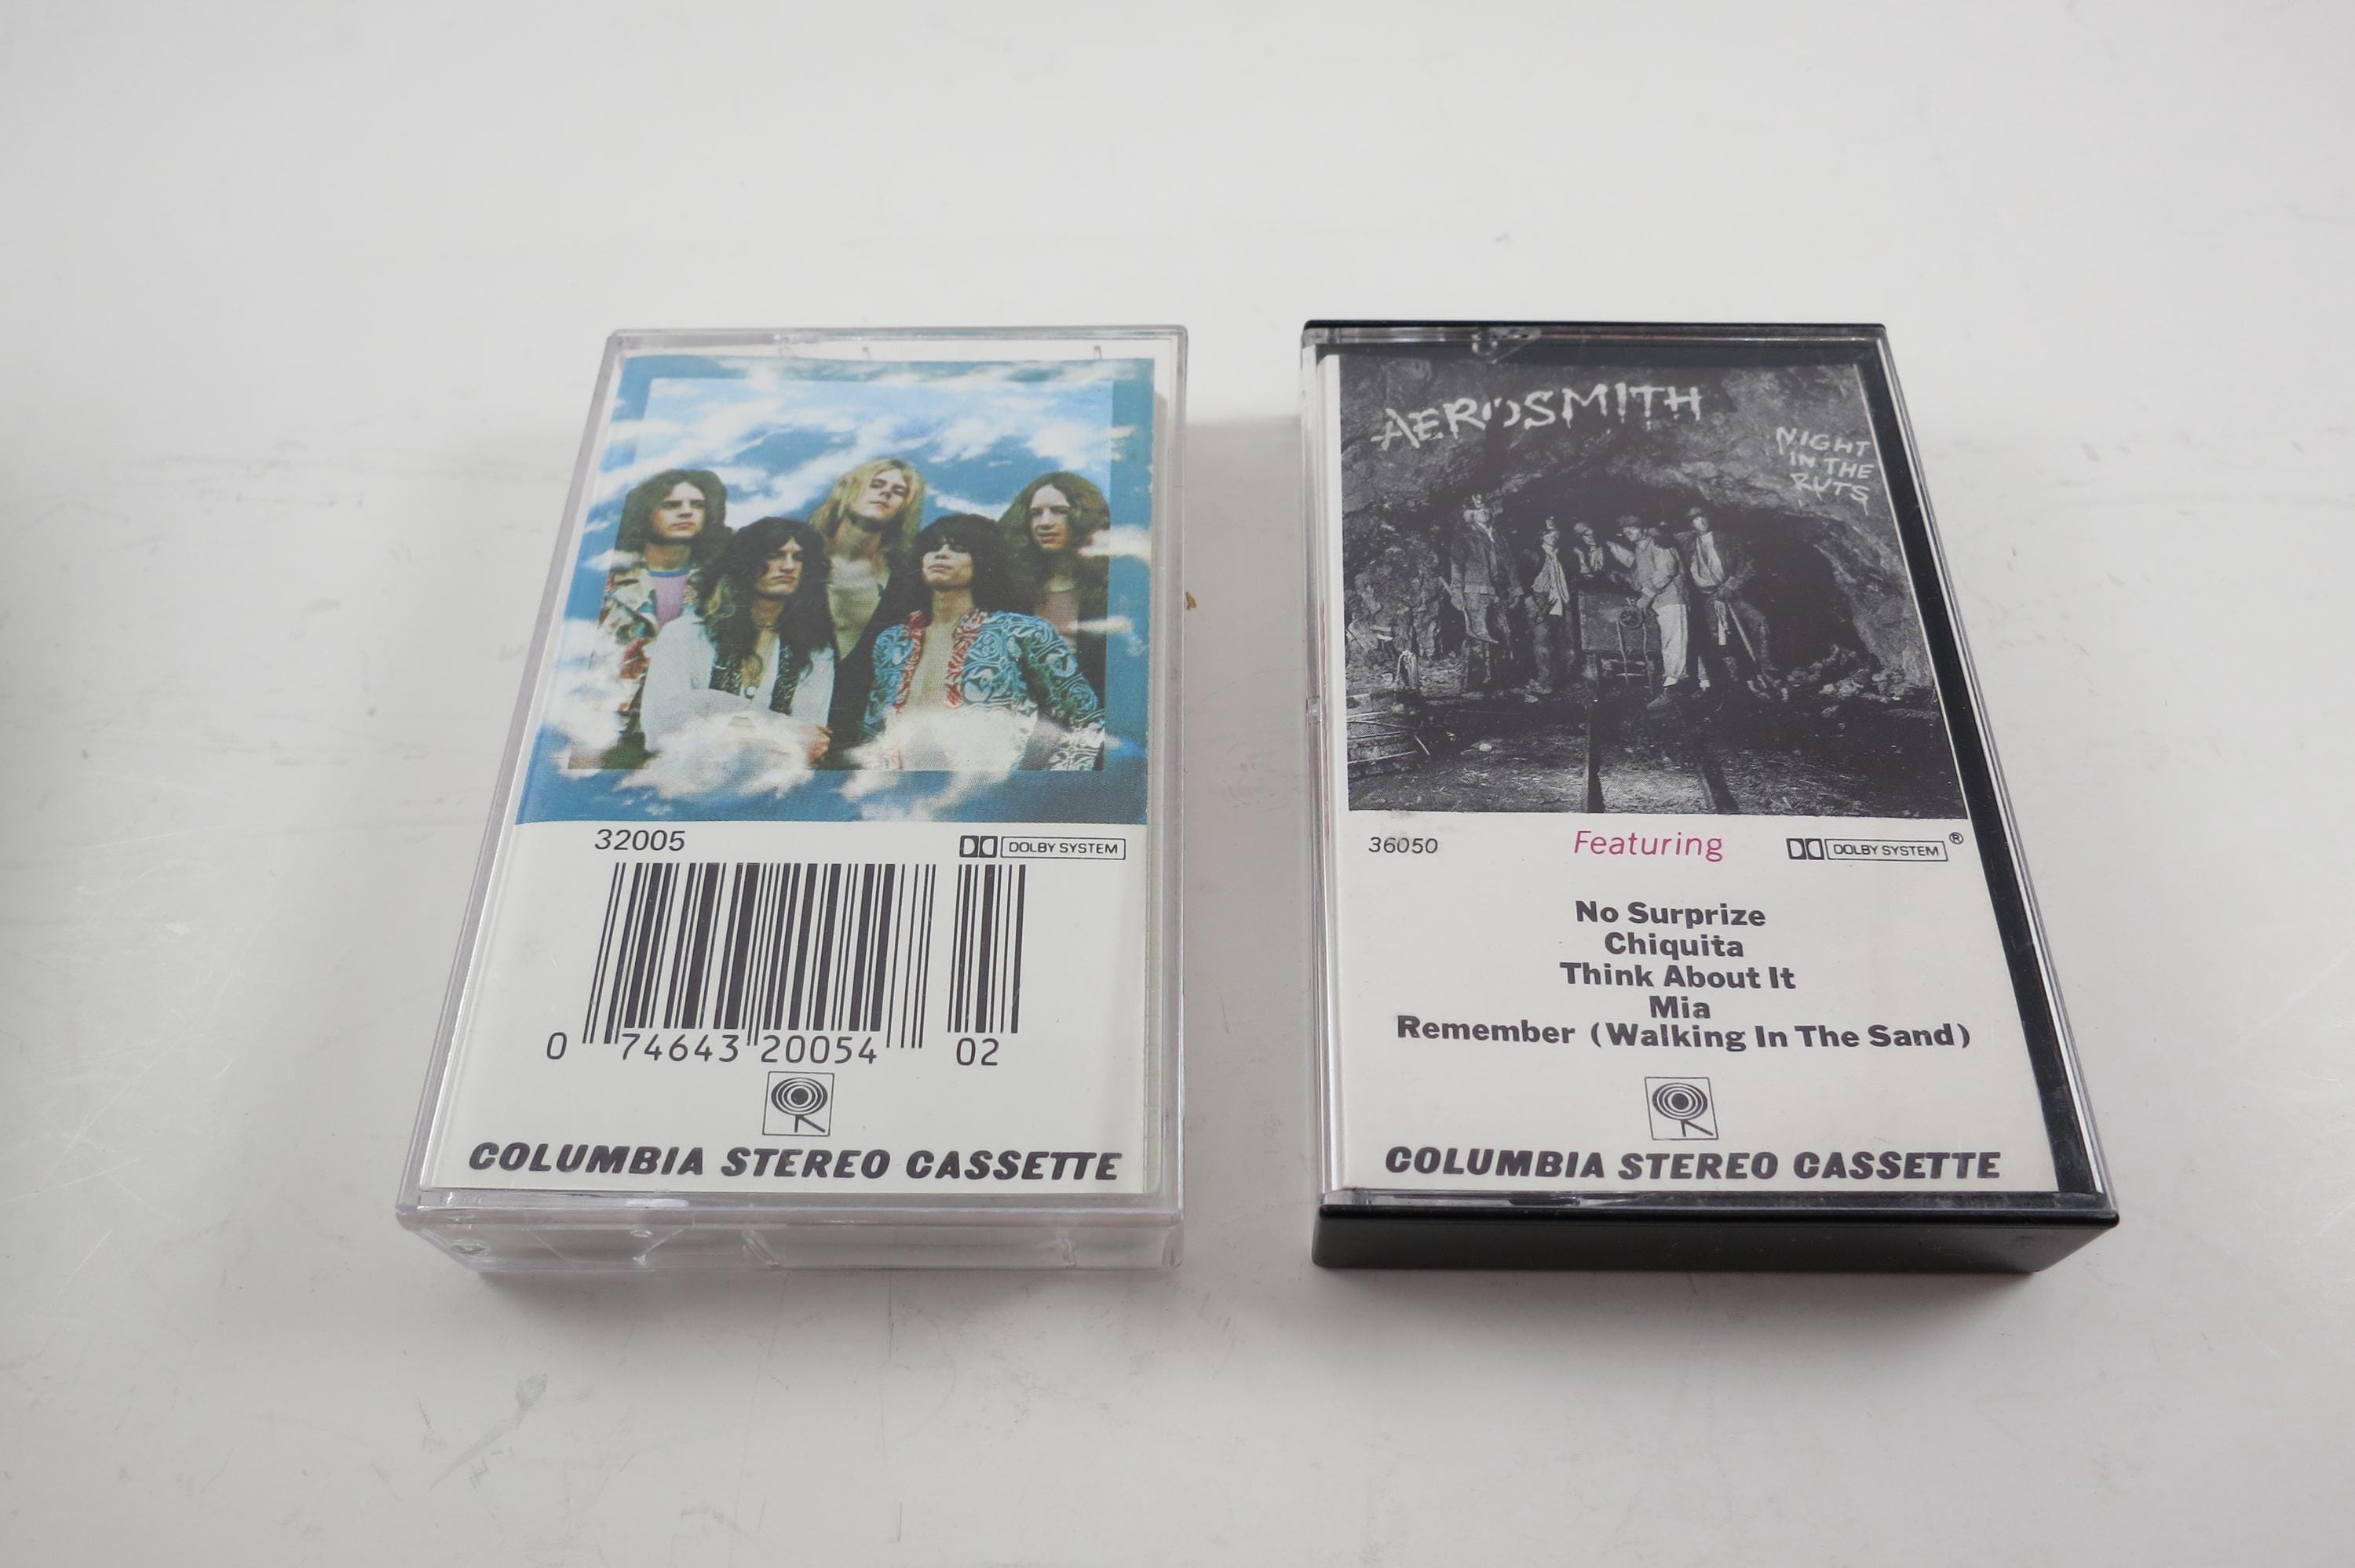 32005
DOLBY SYSTEM
0 74643 20054 02
COLUMBIA STEREO CASSETTE
AEROSMITH
NIGHT
IN THE
RUTS
36050 Featuring DOLBY SYSTEM®
No Surprize
Chiquita
Think About It
Mia
Remember (Walking In The Sand)
COLUMBIA STEREO CASSETTE